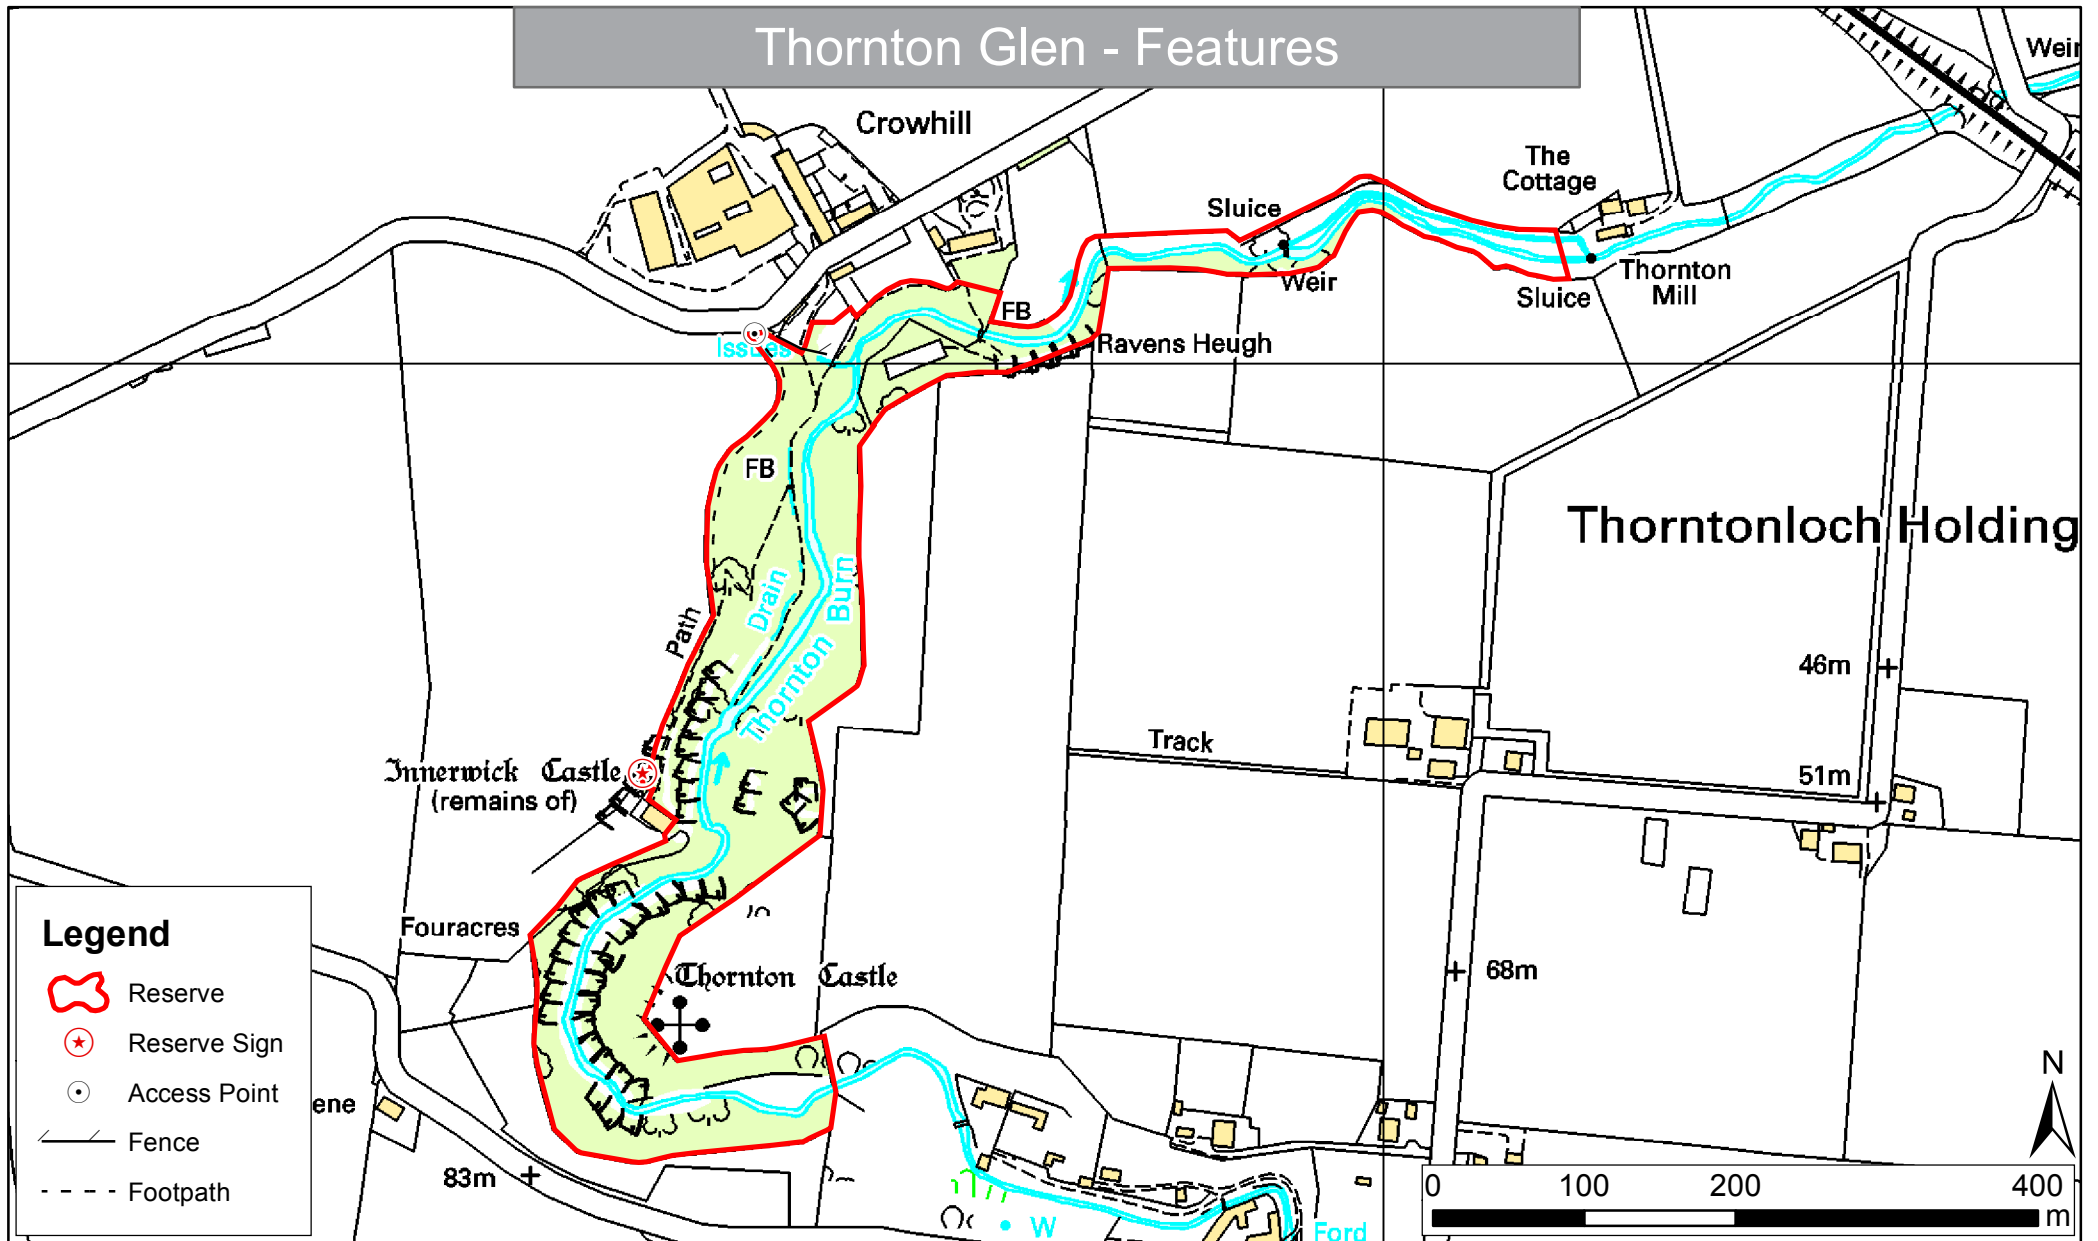 Thornton Glen - Features
Weir
Crowhill
The
Cottage
Sluice
Weir
Thornton
Mill
Sluice
FB
Issues
Ravens Heugh
FB
Thorntonloch Holding
Drain
Burn
Path
Thornton
46m
Track
51m
Innerwick Castle
(remains of)
Fouracres
68m
Thornton Castle
ene
83m
W
Ford
Legend
Reserve
Reserve Sign
Access Point
Fence
Footpath
N
0 100 200 400
m